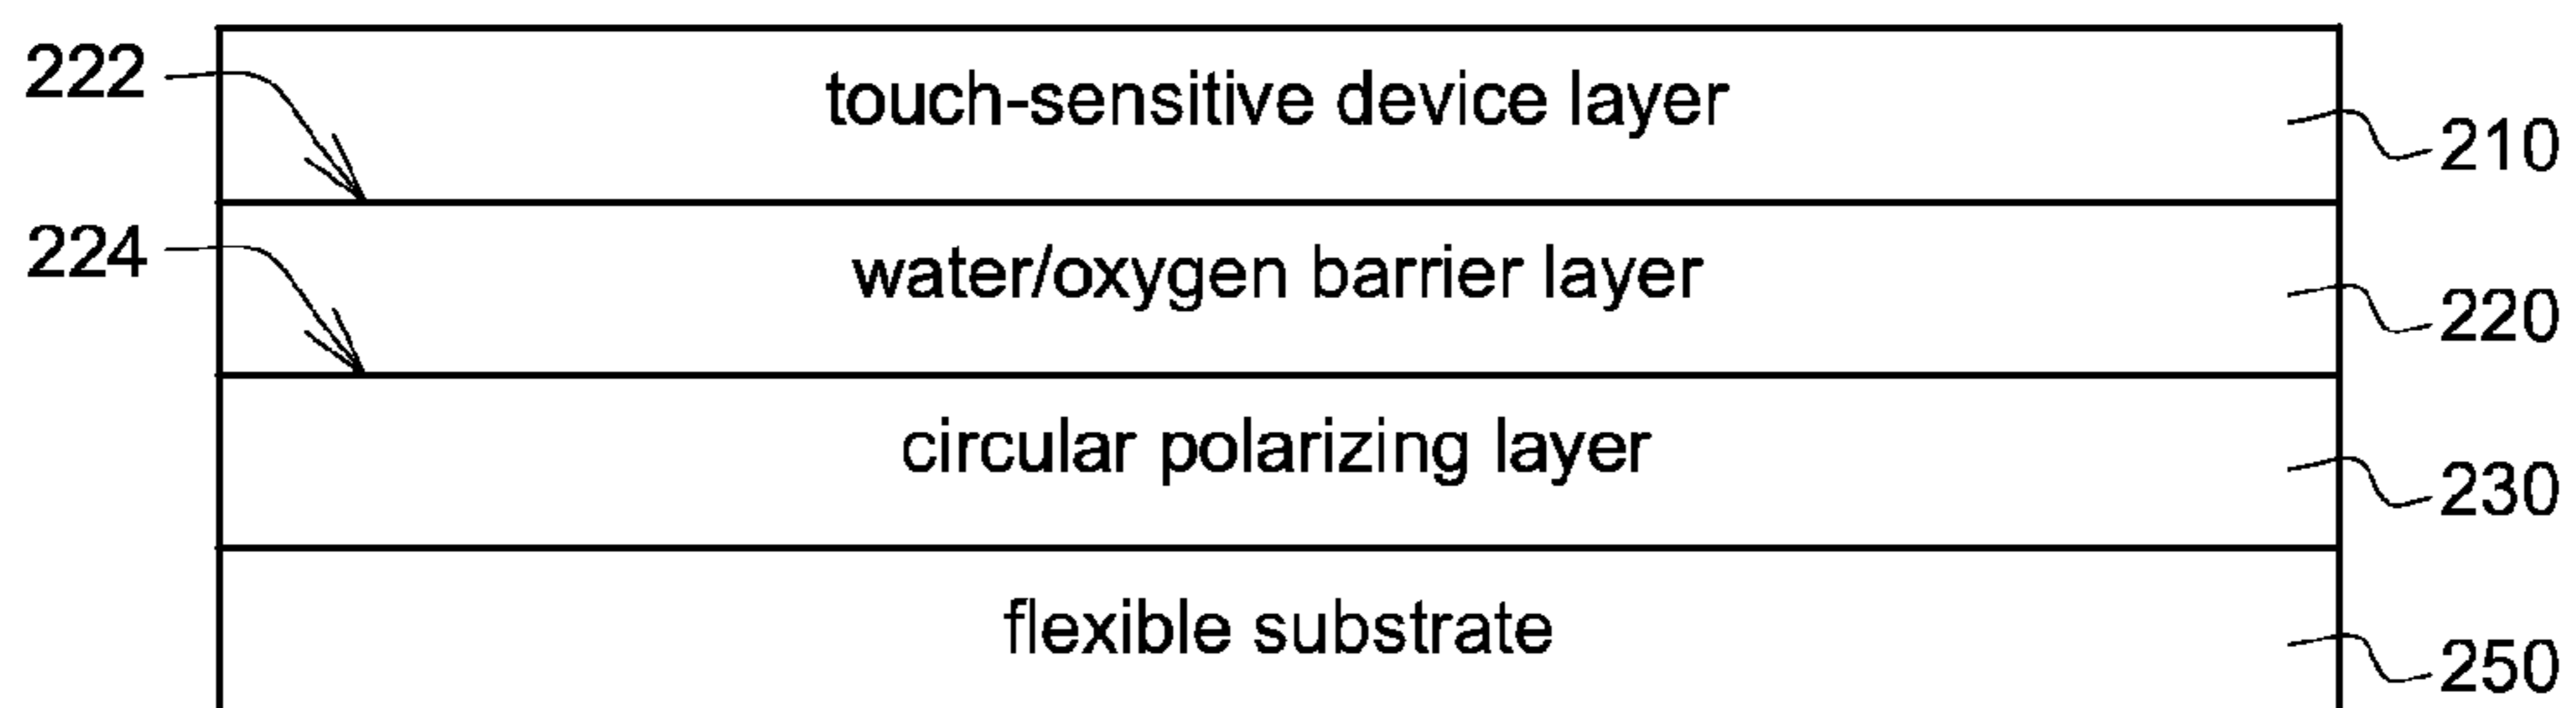 222
touch-sensitive device layer
210
224
water/oxygen barrier layer
220
circular polarizing layer
230
flexible substrate
250